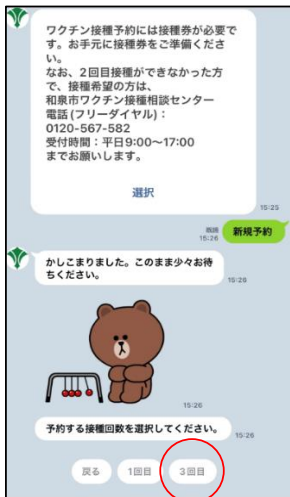 ワクチン接種予約には接種券が必要で
す。お手元に接種券をご準備くださ
い。
なお、2回目接種ができなかった方
で、接種希望の方は、
和泉市ワクチン接種相談センター
電話(フリーダイヤル)：
0120-567-582
受付時間：平日9:00～17:00
までお願いします。
選択
15:25
既読
15:26
新規予約
かしこまりました。このまま少々お待
ちください。
15:26
15:26
予約する接種回数を選択してください。
15:26
戻る
1回目
3回目